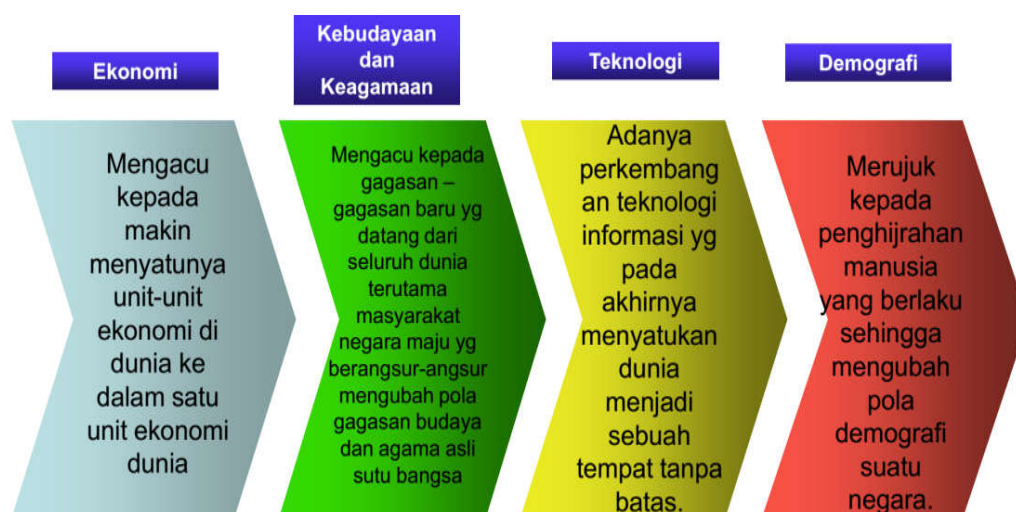 Ekonomi
Mengacu
kepada
makin
menyatunya
unit-unit
ekonomi di
dunia ke
dalam satu
unit ekonomi
dunia
Kebudayaan
dan
Keagamaan
Mengacu kepada
gagasan –
gagasan baru yg
datang dari
seluruh dunia
terutama
masyarakat
negara maju yg
berangsur-angsur
mengubah pola
gagasan budaya
dan agama asli
sutu bangsa
Teknologi
Adanya
perkembang
an teknologi
informasi yg
pada
akhirnya
menyatukan
dunia
menjadi
sebuah
tempat tanpa
batas.
Demografi
Merujuk
kepada
penghijrahan
manusia
yang berlaku
sehingga
mengubah
pola
demografi
suatu
negara.